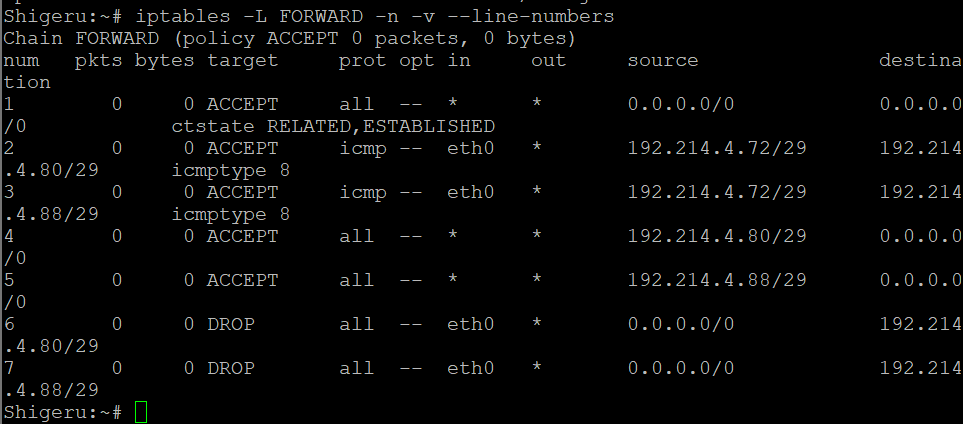 Shigeru:~# iptables -L FORWARD -n -v --line-numbers
Chain FORWARD (policy ACCEPT 0 packets, 0 bytes)
num   pkts bytes target     prot opt in     out     source               destina
tion
1        0     0 ACCEPT     all  --  *      *       0.0.0.0/0            0.0.0.0
/0            ctstate RELATED,ESTABLISHED
2        0     0 ACCEPT     icmp --  eth0   *       192.214.4.72/29      192.214
.4.80/29      icmptype 8
3        0     0 ACCEPT     icmp --  eth0   *       192.214.4.72/29      192.214
.4.88/29      icmptype 8
4        0     0 ACCEPT     all  --  *      *       192.214.4.80/29      0.0.0.0
/0
5        0     0 ACCEPT     all  --  *      *       192.214.4.88/29      0.0.0.0
/0
6        0     0 DROP       all  --  eth0   *       0.0.0.0/0            192.214
.4.80/29
7        0     0 DROP       all  --  eth0   *       0.0.0.0/0            192.214
.4.88/29
Shigeru:~#